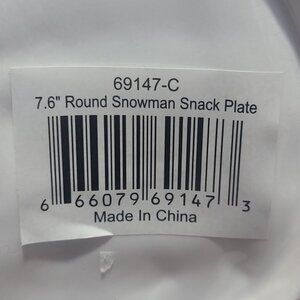 69147-C
7.6" Round Snowman Snack Plate
6 66079 69147 3
Made In China